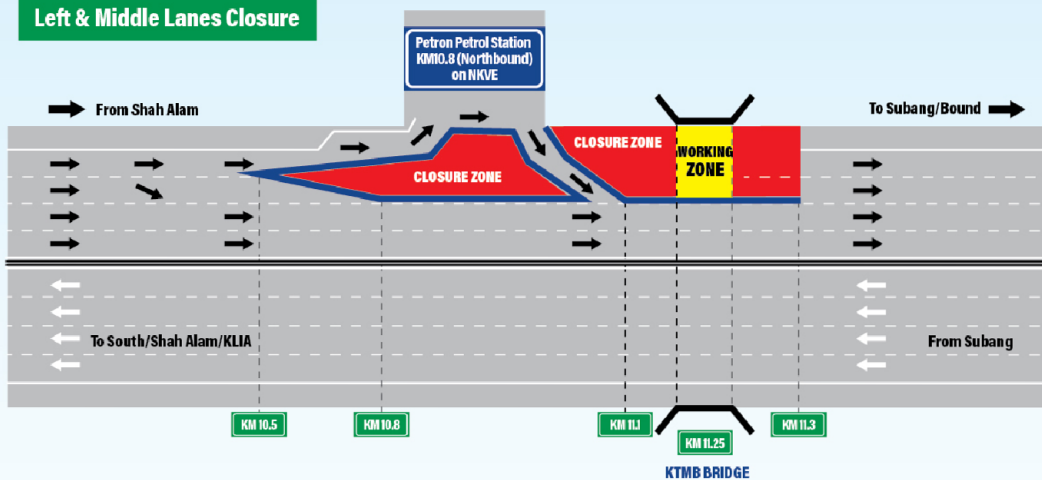 Left & Middle Lanes Closure
Petron Petrol Station
KM10.8 (Northbound)
on NKVE
From Shah Alam
To Subang/Bound
CLOSURE ZONE
WORKING
ZONE
CLOSURE ZONE
To South/Shah Alam/KLIA
From Subang
KM 10.5
KM 10.8
KM 11.1
KM 11.25
KM 11.3
KTMB BRIDGE